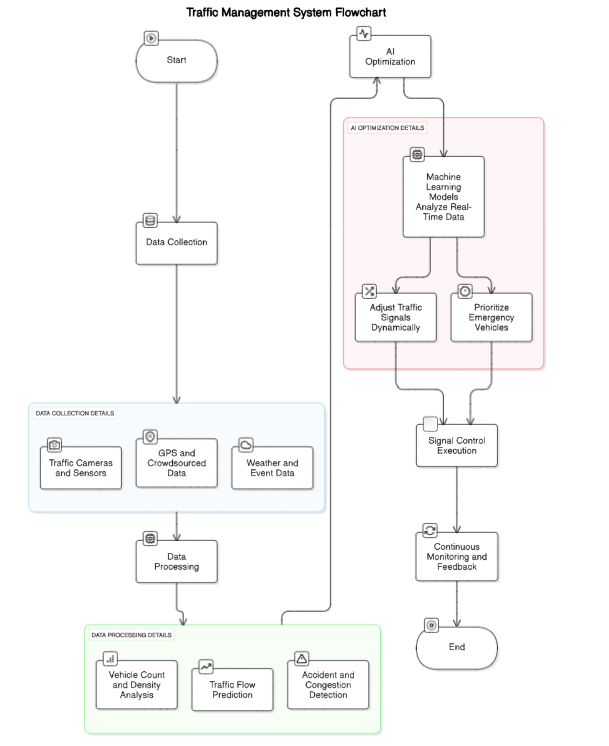 Traffic Management System Flowchart
Start
Data Collection
DATA COLLECTION DETAILS
Traffic Cameras
and Sensors
GPS and
Crowdsourced
Data
Weather and
Event Data
Data
Processing
DATA PROCESSING DETAILS
Vehicle Count
and Density
Analysis
Traffic Flow
Prediction
Accident and
Congestion
Detection
AI
Optimization
AI OPTIMIZATION DETAILS
Machine
Learning
Models
Analyze Real-
Time Data
Adjust Traffic
Signals
Dynamically
Prioritize
Emergency
Vehicles
Signal Control
Execution
Continuous
Monitoring and
Feedback
End